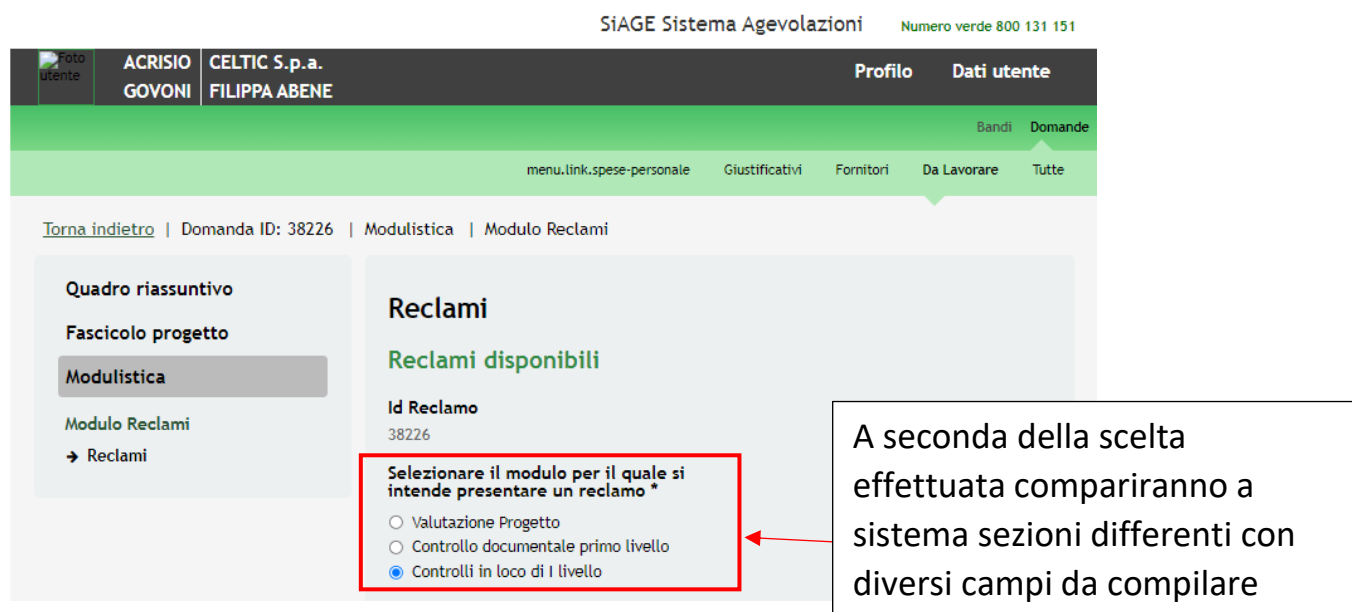 SiAGE Sistema Agevolazioni Numero verde 800 131 151
Foto utente
ACRISIO GOVONI
CELTIC S.p.a.
FILIPPA ABENE
Profilo Dati utente
Bandi Domande
menu.link.spese-personale Giustificativi Fornitori Da Lavorare Tutte
Torna indietro | Domanda ID: 38226 | Modulistica | Modulo Reclami
Quadro riassuntivo
Fascicolo progetto
Modulistica
Modulo Reclami
➔ Reclami
Reclami
Reclami disponibili
Id Reclamo
38226
Selezionare il modulo per il quale si
intende presentare un reclamo *
Valutazione Progetto
Controllo documentale primo livello
Controlli in loco di I livello
A seconda della scelta
effettuata compariranno a
sistema sezioni differenti con
diversi campi da compilare